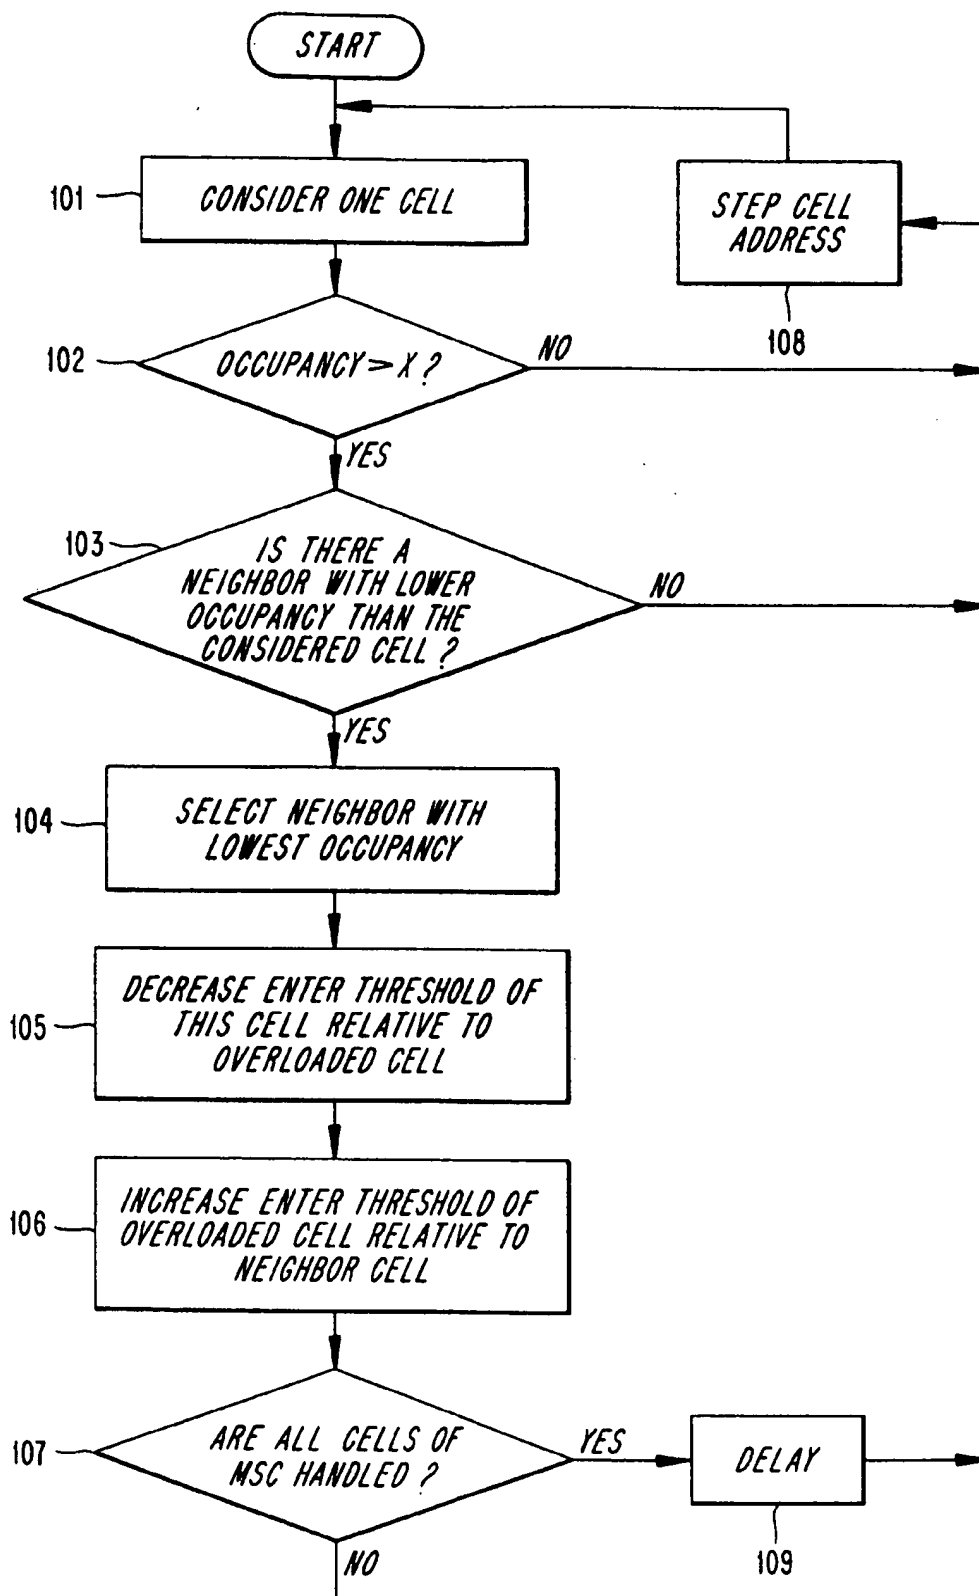 START
101
CONSIDER ONE CELL
STEP CELL
ADDRESS
108
102
OCCUPANCY > X ?
NO
YES
103
IS THERE A
NEIGHBOR WITH LOWER
OCCUPANCY THAN THE
CONSIDERED CELL ?
NO
YES
104
SELECT NEIGHBOR WITH
LOWEST OCCUPANCY
105
DECREASE ENTER THRESHOLD OF
THIS CELL RELATIVE TO
OVERLOADED CELL
106
INCREASE ENTER THRESHOLD OF
OVERLOADED CELL RELATIVE TO
NEIGHBOR CELL
107
ARE ALL CELLS OF
MSC HANDLED ?
YES
DELAY
109
NO